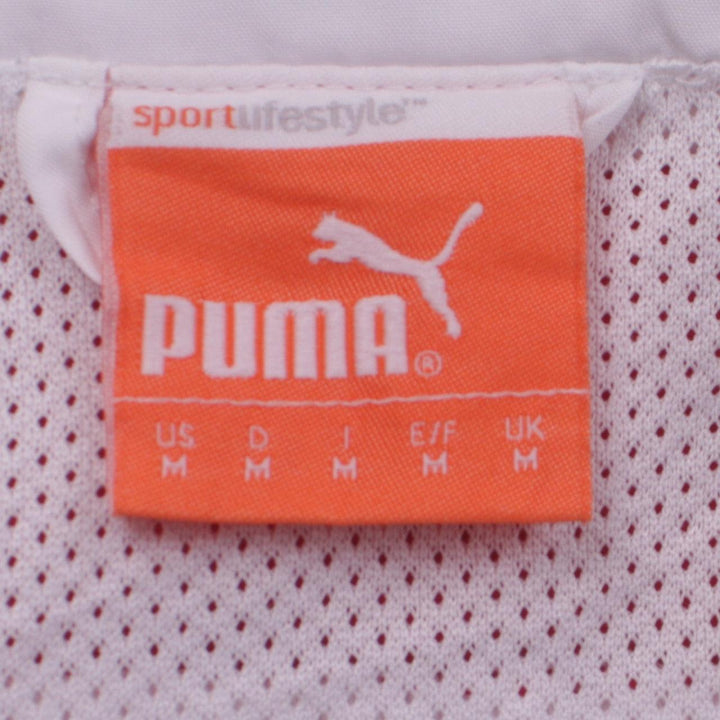 sportlifestyle™
PUMA®
US D I E/F UK
M M M M M